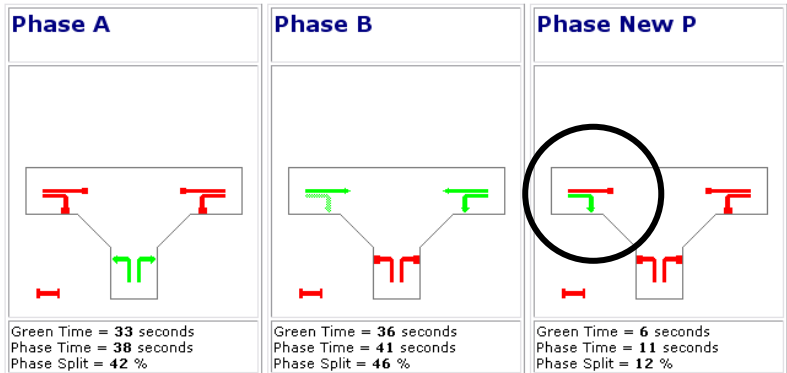 Phase A
Green Time = 33 seconds
Phase Time = 38 seconds
Phase Split = 42 %
Phase B
Green Time = 36 seconds
Phase Time = 41 seconds
Phase Split = 46 %
Phase New P
Green Time = 6 seconds
Phase Time = 11 seconds
Phase Split = 12 %